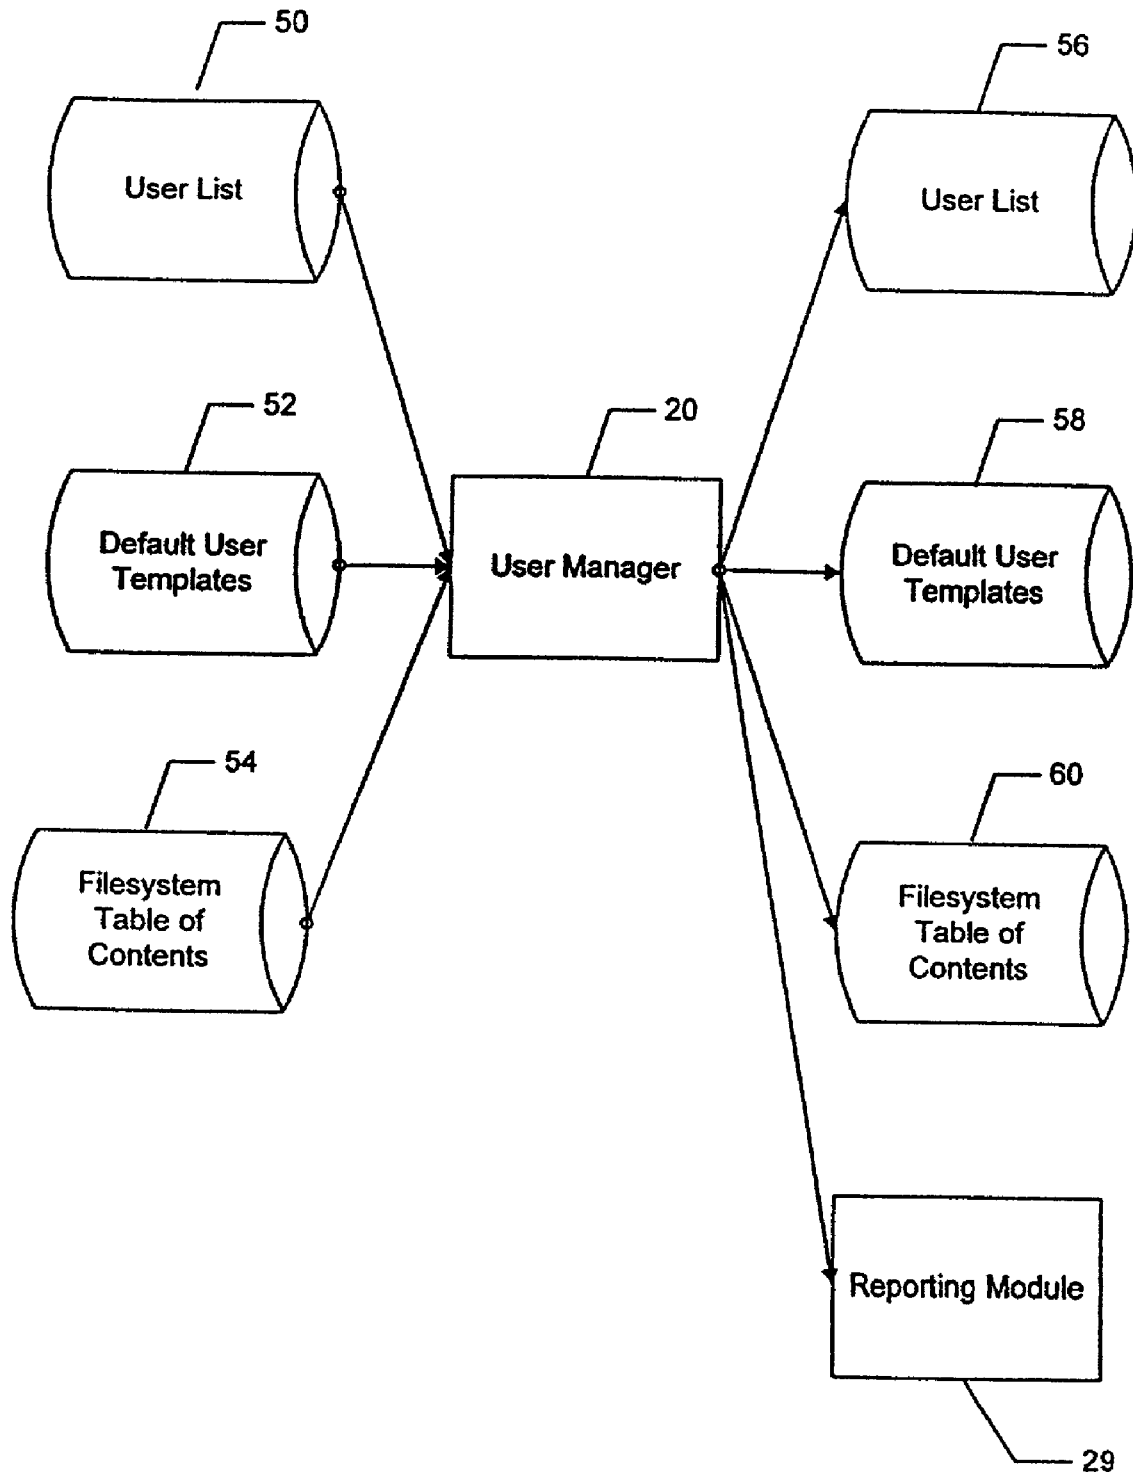 50
56
User List
User List
52
20
58
Default User
Templates
User Manager
Default User
Templates
54
60
Filesystem
Table of
Contents
Filesystem
Table of
Contents
Reporting Module
29